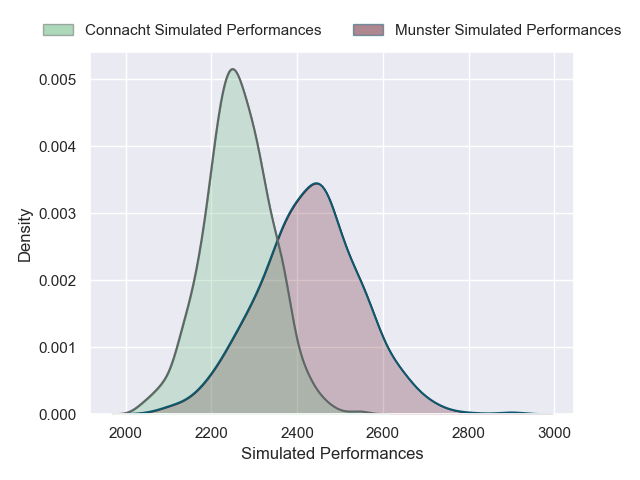 Connacht Simulated Performances
Munster Simulated Performances
0.005
0.004
0.003
0.002
0.001
0.000
Density
2000 2200 2400 2600 2800 3000
Simulated Performances